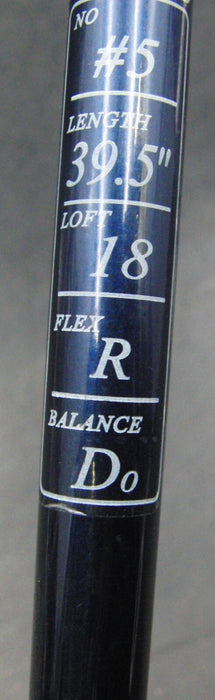 NO
#5
LENGTH
39.5"
LOFT
18
FLEX
R
BALANCE
D0